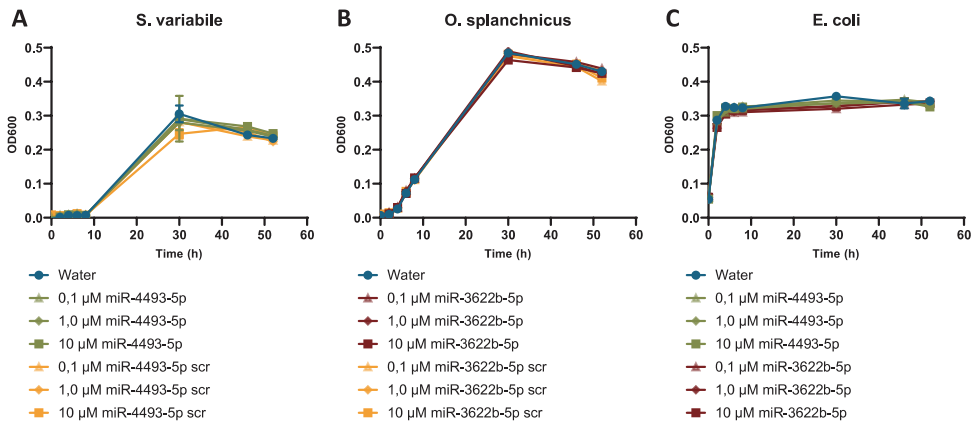 A
S. variabile
0.5
0.4
0.3
0.2
0.1
0.0
OD600
0
10
20
30
40
50
60
Time (h)
Water
0,1 µM miR-4493-5p
1,0 µM miR-4493-5p
10 µM miR-4493-5p
0,1 µM miR-4493-5p scr
1,0 µM miR-4493-5p scr
10 µM miR-4493-5p scr
B
O. splanchnicus
0.5
0.4
0.3
0.2
0.1
0.0
OD600
0
10
20
30
40
50
60
Time (h)
Water
0,1 µM miR-3622b-5p
1,0 µM miR-3622b-5p
10 µM miR-3622b-5p
0,1 µM miR-3622b-5p scr
1,0 µM miR-3622b-5p scr
10 µM miR-3622b-5p scr
C
E. coli
0.5
0.4
0.3
0.2
0.1
0.0
OD600
0
10
20
30
40
50
60
Time (h)
Water
0,1 µM miR-4493-5p
1,0 µM miR-4493-5p
10 µM miR-4493-5p
0,1 µM miR-3622b-5p
1,0 µM miR-3622b-5p
10 µM miR-3622b-5p